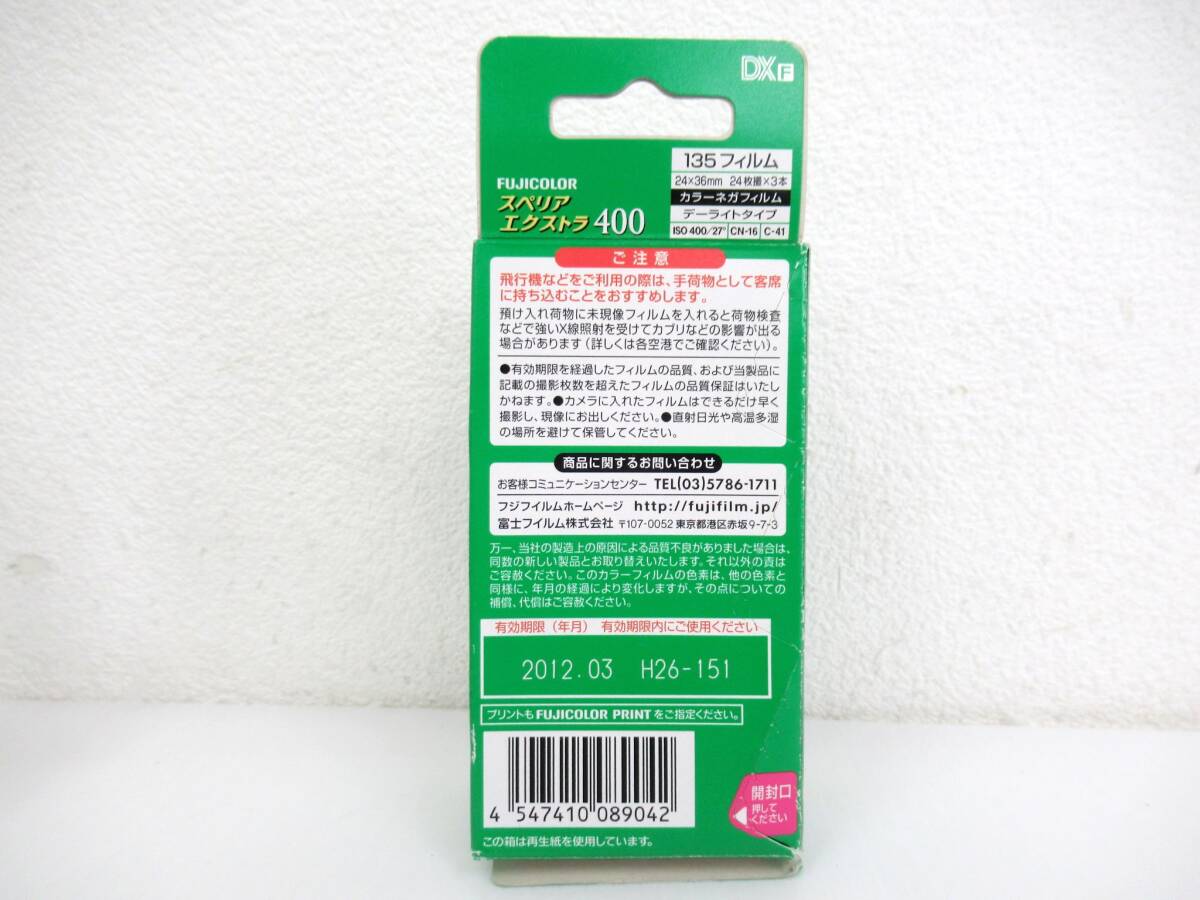 DX F
135フィルム
24×36mm 24枚撮×3本
カラーネガフィルム
デーライトタイプ
ISO 400/27° CN-16 C-41
FUJICOLOR
スペリア
エクストラ 400
ご注意
飛行機などをご利用の際は、手荷物として客席
に持ち込むことをおすすめします。
預け入れ荷物に未現像フィルムを入れると荷物検査
などで強いX線照射を受けてカブリなどの影響が出る
場合があります(詳しくは各空港でご確認ください)。
●有効期限を経過したフィルムの品質、および当製品に
記載の撮影枚数を超えたフィルムの品質保証はいたし
かねます。●カメラに入れたフィルムはできるだけ早く
撮影し、現像にお出しください。●直射日光や高温多湿
の場所を避けて保管してください。
商品に関するお問い合わせ
お客様コミュニケーションセンター TEL(03)5786-1711
フジフイルムホームページ http://fujifilm.jp/
富士フイルム株式会社 〒107-0052 東京都港区赤坂9-7-3
万一、当社の製造上の原因による品質不良がありました場合は、
同数の新しい製品とお取り替えいたします。それ以外の責は
ご容赦ください。このカラーフィルムの色素は、他の色素と
同様に、年月の経過により変化しますが、その点についての
補償、代償はご容赦ください。
有効期限(年月) 有効期限内にご使用ください
2012.03 H26-151
プリントもFUJICOLOR PRINTをご指定ください。
4 547410 089042
開封口
押して
ください
この箱は再生紙を使用しています。